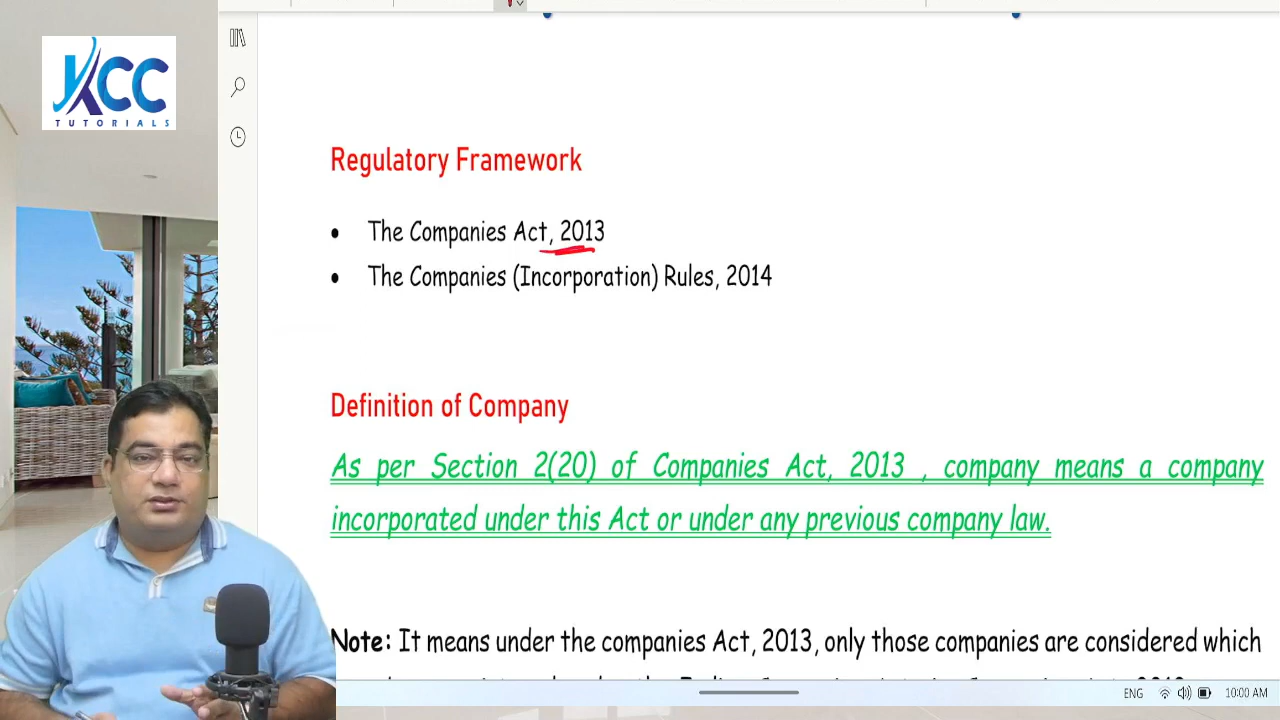 KCC
TUTORIALS
Regulatory Framework
• The Companies Act, 2013
• The Companies (Incorporation) Rules, 2014
Definition of Company
As per Section 2(20) of Companies Act, 2013 , company means a company
incorporated under this Act or under any previous company law.
Note: It means under the companies Act, 2013, only those companies are considered which
ENG
10:00 AM